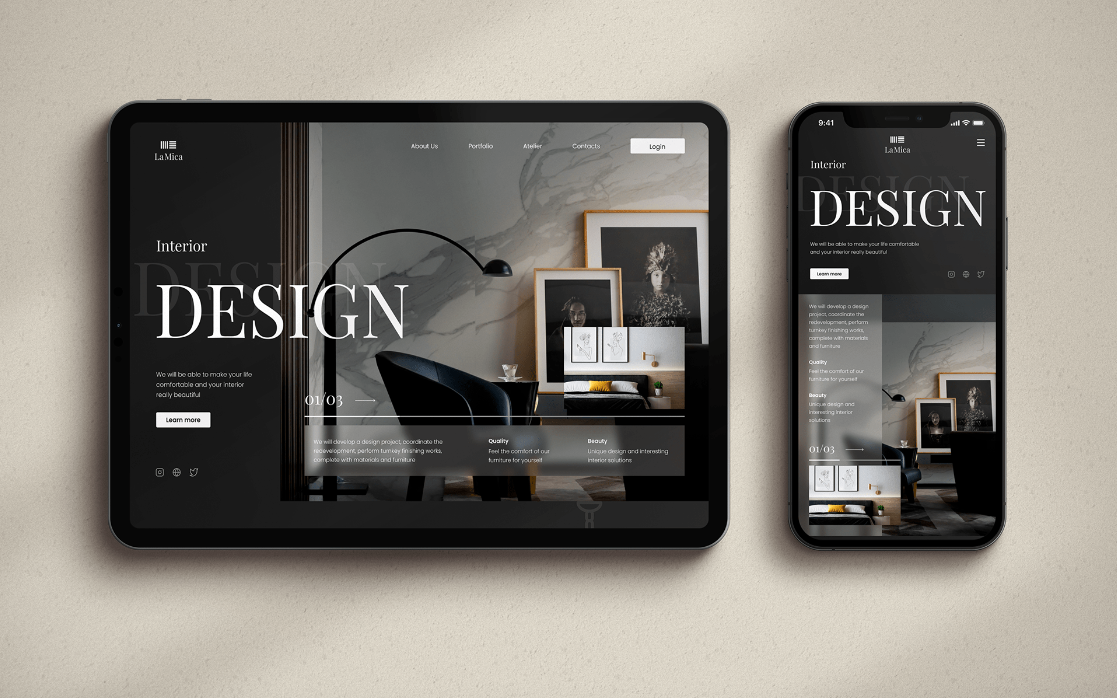 LaMica
About Us
Portfolio
Atelier
Contacts
Login
Interior
DESIGN
DESIGN
We will be able to make your life
comfortable and your interior
really beautiful
Learn more
01/03
We will develop a design project, coordinate the
redevelopment, perform turnkey finishing works,
complete with materials and furniture
Quality
Feel the comfort of our
furniture for yourself
Beauty
Unique design and interesting
interior solutions
9:41
LaMica
Interior
DESIGN
DESIGN
We will be able to make your life comfortable
and your interior really beautiful
Learn more
We will develop a design
project, coordinate the
redevelopment, perform
turnkey finishing works,
complete with materials
and furniture
Quality
Feel the comfort of our
furniture for yourself
Beauty
Unique design and
interesting interior
solutions
01/03